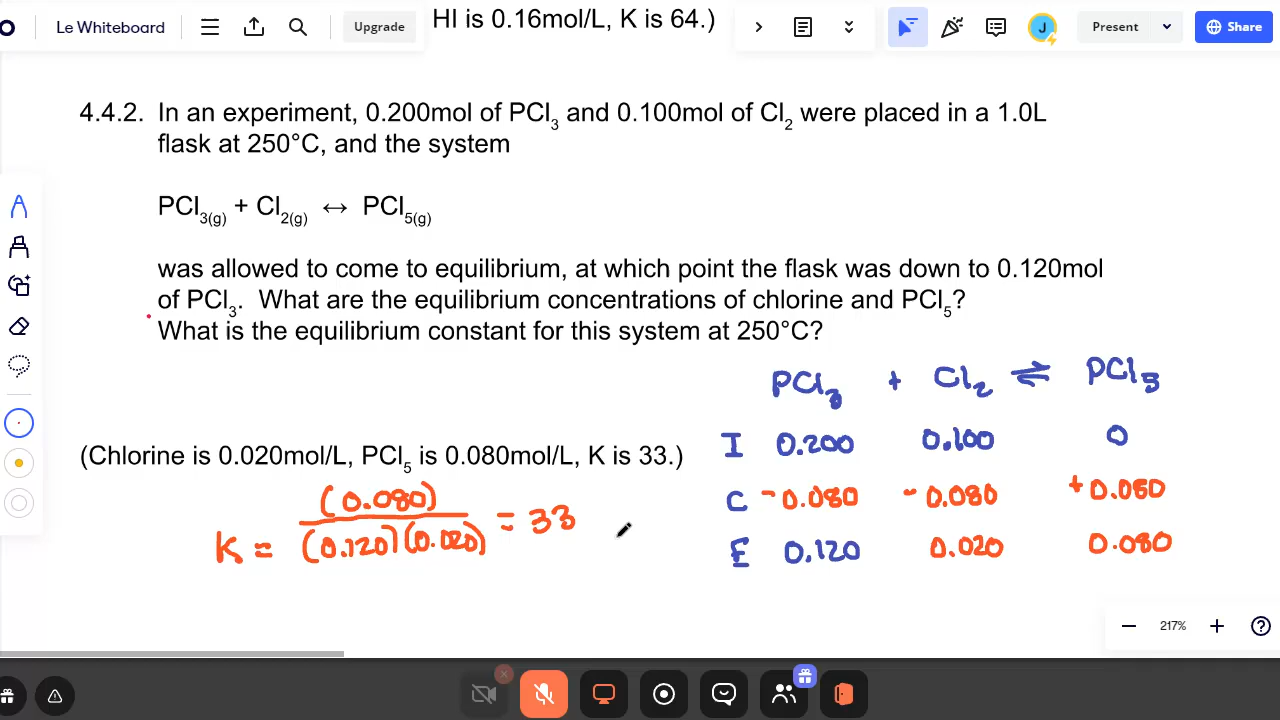 Le Whiteboard
Upgrade
HI is 0.16mol/L, K is 64.)
J
Present
Share
4.4.2. In an experiment, 0.200mol of PCl₃ and 0.100mol of Cl₂ were placed in a 1.0L
flask at 250°C, and the system
PCl₃(g) + Cl₂(g) ↔ PCl₅(g)
was allowed to come to equilibrium, at which point the flask was down to 0.120mol
of PCl₃. What are the equilibrium concentrations of chlorine and PCl₅?
What is the equilibrium constant for this system at 250°C?
PCl₃ + Cl₂ ⇌ PCl₅
I 0.200 0.100 0
(Chlorine is 0.020mol/L, PCl₅ is 0.080mol/L, K is 33.)
C -0.080 -0.080 +0.080
K = (0.080) / (0.120)(0.020) = 33
E 0.120 0.020 0.080
217%